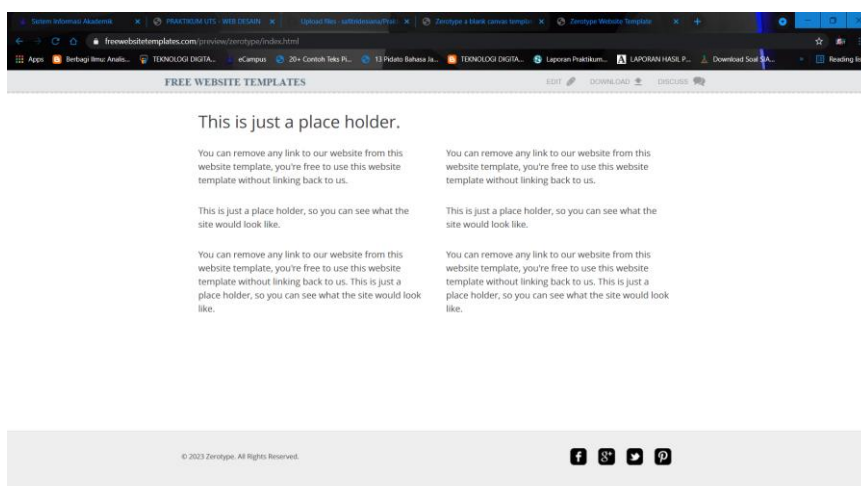 Sistem Informasi Akademik
PRAKTIKUM UTS - WEB DESAIN
Upload files
Zerotype a blank canvas templa
Zerotype Website Template
freewebsitetemplates.com/preview/zerotype/index.html
Apps
Berbagi Ilmu: Analis...
TEKNOLOGI DIGITA...
eCampus
20+ Contoh Teks Pi...
13 Pidato Bahasa Ja...
TEKNOLOGI DIGITA...
Laporan Praktikum...
LAPORAN HASIL P...
Download Soal SIA...
Reading lis
FREE WEBSITE TEMPLATES
EDIT
DOWNLOAD
DISCUSS
This is just a place holder.
You can remove any link to our website from this
website template, you're free to use this website
template without linking back to us.
This is just a place holder, so you can see what the
site would look like.
You can remove any link to our website from this
website template, you're free to use this website
template without linking back to us. This is just a
place holder, so you can see what the site would look
like.
You can remove any link to our website from this
website template, you're free to use this website
template without linking back to us.
This is just a place holder, so you can see what the
site would look like.
You can remove any link to our website from this
website template, you're free to use this website
template without linking back to us. This is just a
place holder, so you can see what the site would look
like.
© 2023 Zerotype. All Rights Reserved.